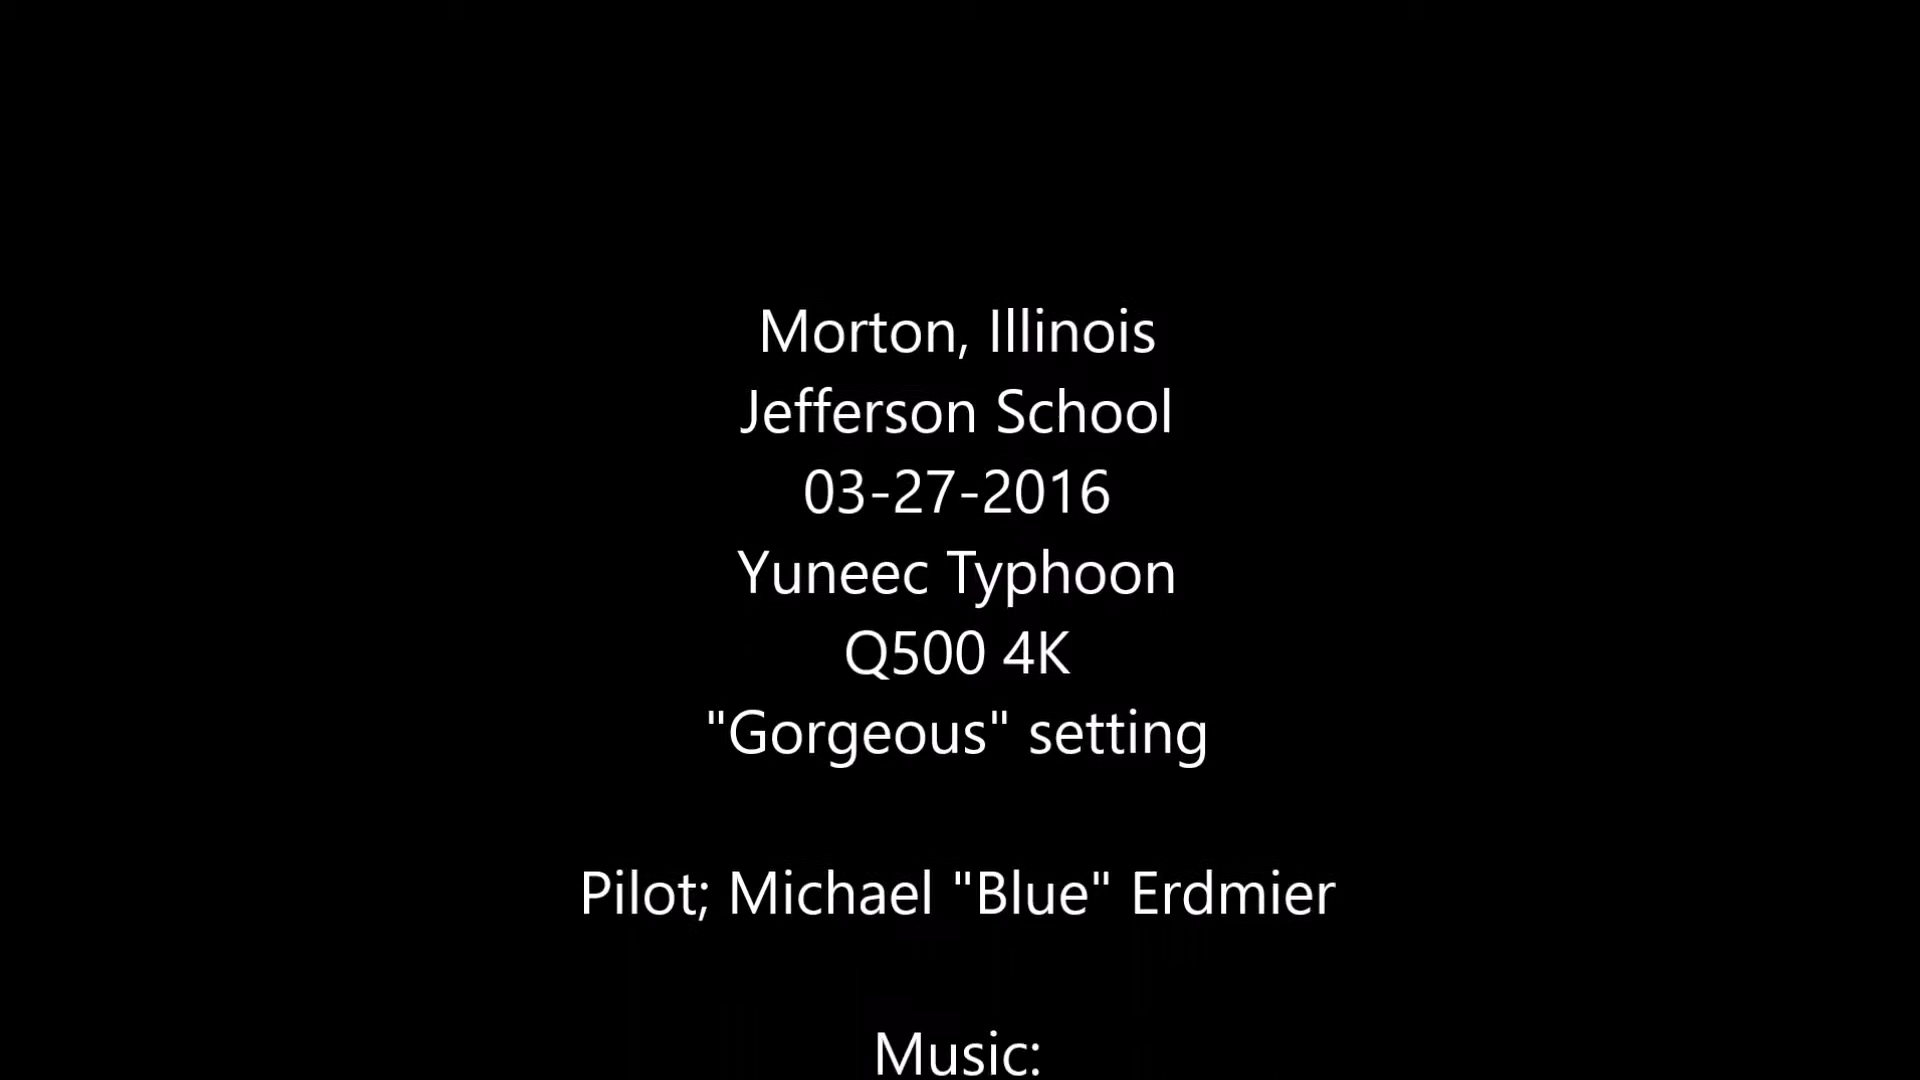 Morton, Illinois
Jefferson School
03-27-2016
Yuneec Typhoon
Q500 4K
"Gorgeous" setting
Pilot; Michael "Blue" Erdmier
Music: